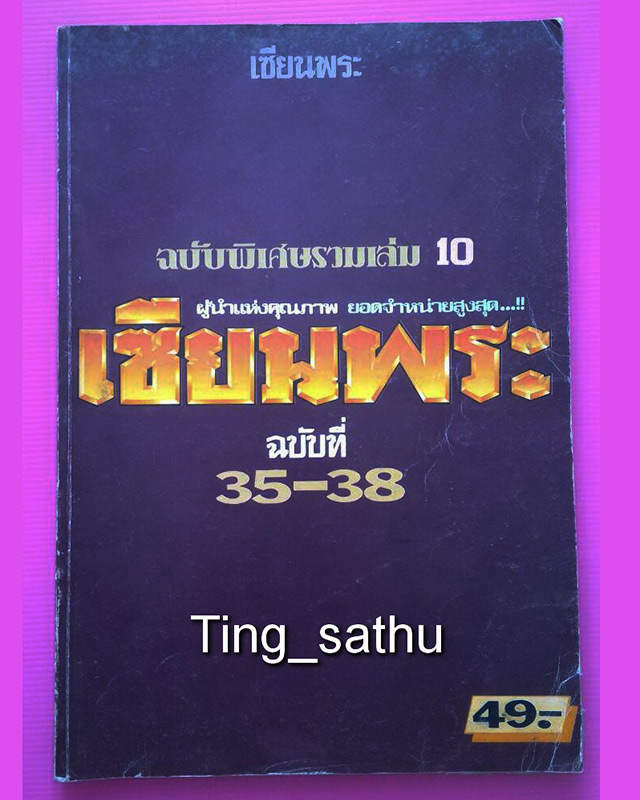 เซียนพระ
ฉบับพิเศษรวมเล่ม 10
ผู้นำแห่งคุณภาพ ยอดจำหน่ายสูงสุด...!!
เซียนพระ
ฉบับที่
35-38
Ting_sathu
49.-